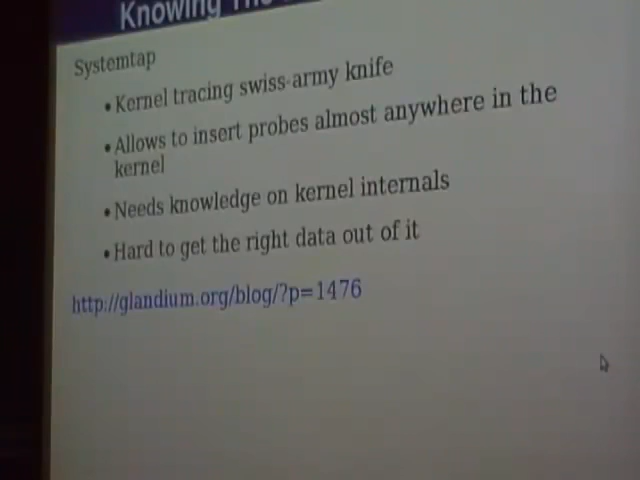 Knowing
Systemtap
•Kernel tracing swiss-army knife
•Allows to insert probes almost anywhere in the
kernel
•Needs knowledge on kernel internals
•Hard to get the right data out of it
http://glandium.org/blog/?p=1476